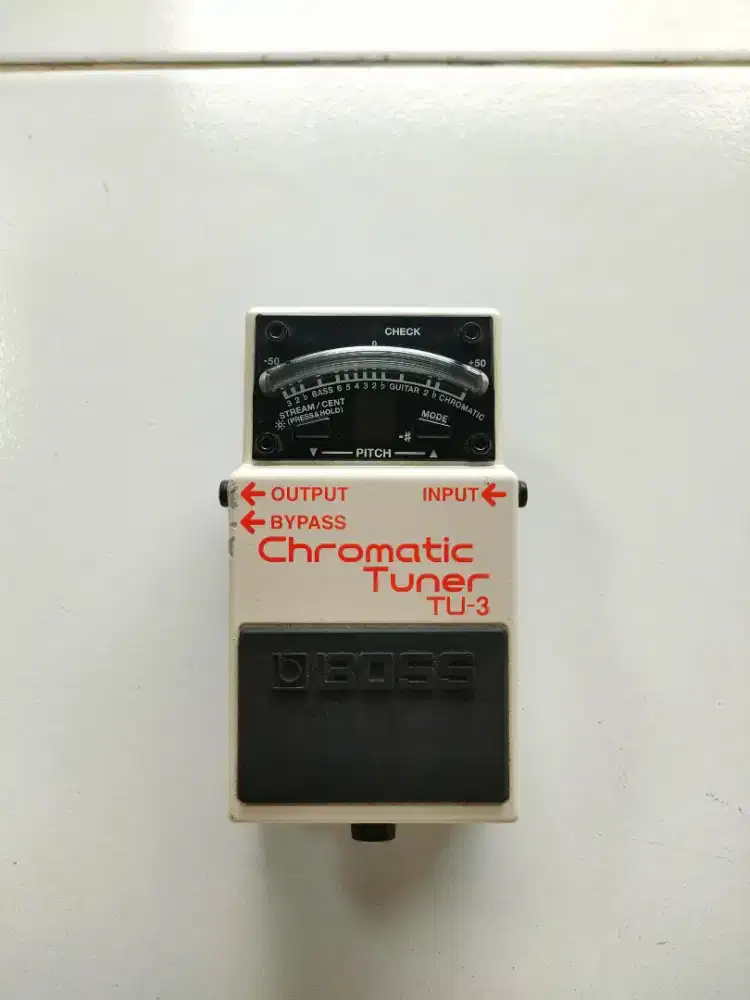 CHECK
0
-50 +50
3 2 ♭ BASS 6 5 4 3 2 ♭ GUITAR 2 ♭ CHROMATIC
STREAM/CENT
(PRESS&HOLD)
MODE
-#
▼ PITCH ▲
← OUTPUT INPUT ←
← BYPASS
Chromatic
Tuner
TU-3
BOSS